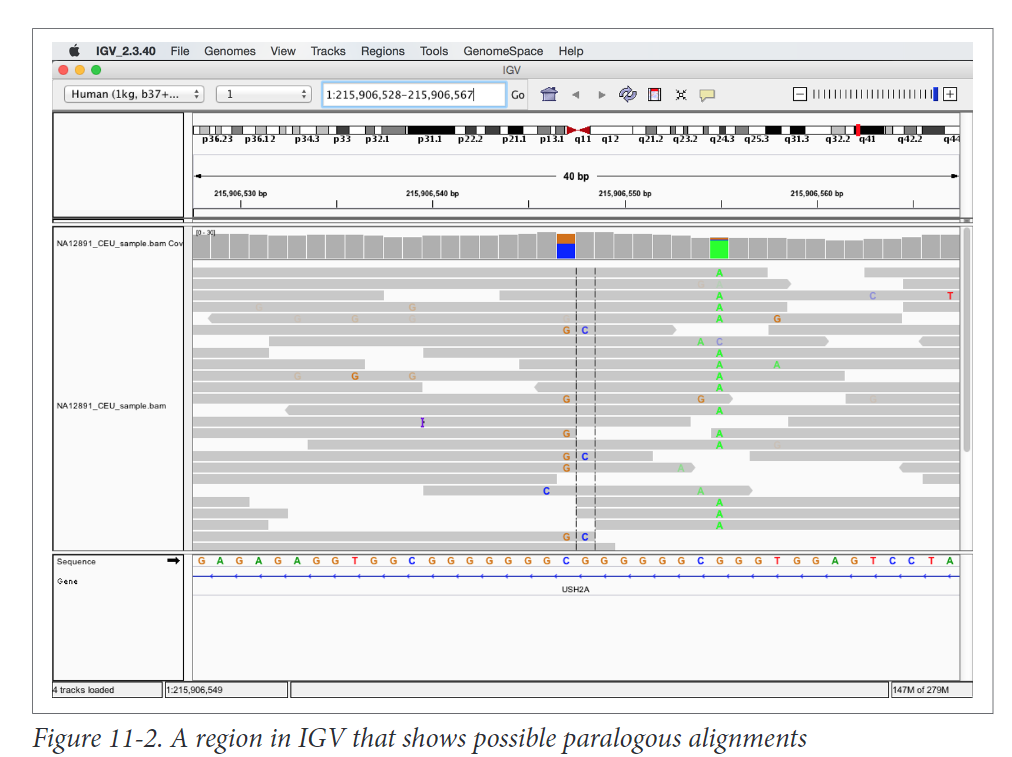 IGV_2.3.40 File Genomes View Tracks Regions Tools GenomeSpace Help
IGV
Human (1kg, b37+... 1 1:215,906,528-215,906,567 Go
p36.23 p36.12 p34.3 p33 p32.1 p31.1 p22.2 p21.1 p13.1 q11 q12 q21.2 q23.2 q24.3 q25.3 q31.3 q32.2 q41 q42.2 q44
40 bp
215,906,530 bp 215,906,540 bp 215,906,550 bp 215,906,560 bp
[0 - 30]
NA12891_CEU_sample.bam Cov
A
G
A C T
G G A
G G G A G
G C
A C
A
A A
G G G A
A
G G
A
G A
A
G C
G A
C A
A
A
A
G C
NA12891_CEU_sample.bam
Sequence G A G A G A G G T G G C G G G G G G G C G G G G G G C G G G T G G A G T C C T A
Gene
USH2A
4 tracks loaded 1:215,906,549 147M of 279M
Figure 11-2. A region in IGV that shows possible paralogous alignments